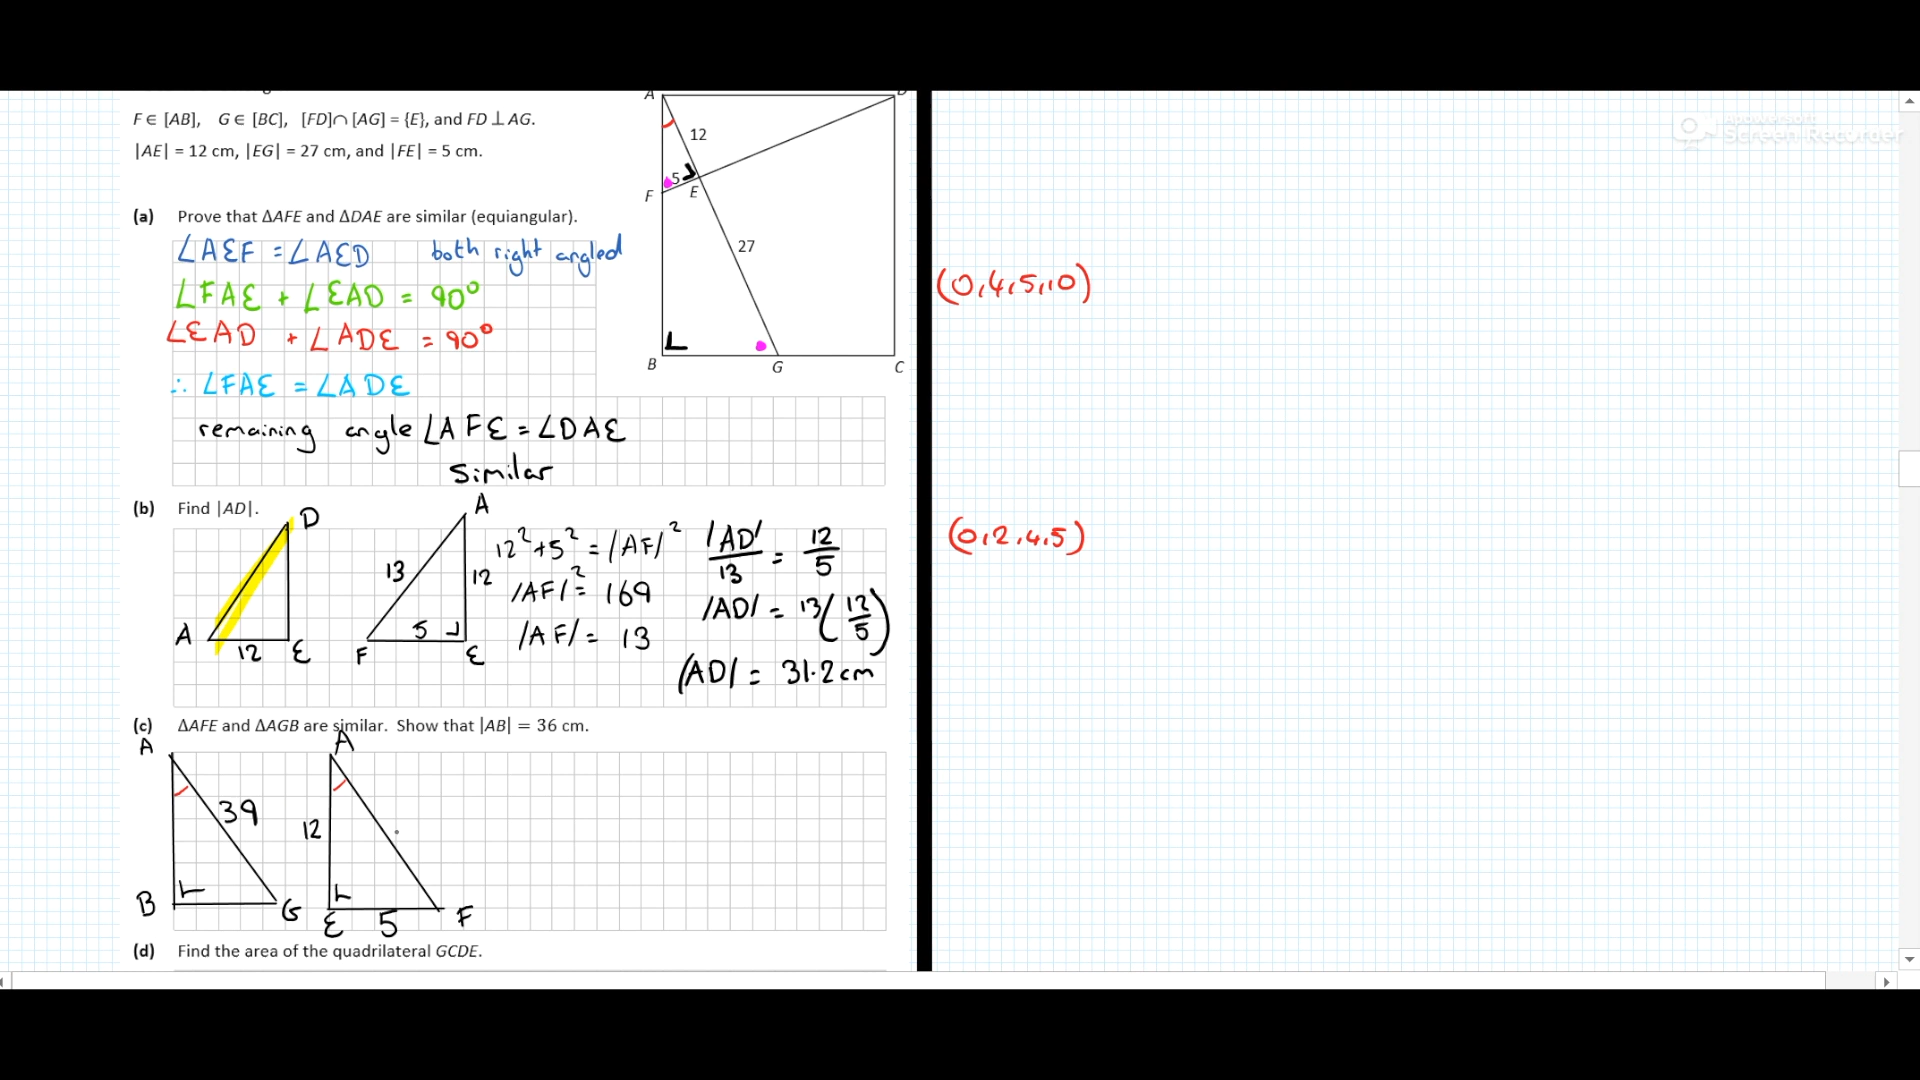 F ∈ [AB], G ∈ [BC], [FD]∩[AG] = {E}, and FD ⊥ AG.
|AE| = 12 cm, |EG| = 27 cm, and |FE| = 5 cm.
A
D
12
5
F
E
27
B
G
C
(a) Prove that ΔAFE and ΔDAE are similar (equiangular).
∠AEF = ∠AED both right angled
∠FAE + ∠EAD = 90°
∠EAD + ∠ADE = 90°
∴ ∠FAE = ∠ADE
remaining angle ∠AFE = ∠DAE
Similar
(b) Find |AD|.
D
A
12
E
A
13
12
5
F
E
12² + 5² = |AF|²
|AF|² = 169
|AF| = 13
|AD|/13 = 12/5
|AD| = 13(12/5)
|AD| = 31.2cm
(c) ΔAFE and ΔAGB are similar. Show that |AB| = 36 cm.
A
39
B
G
A
12
E
5
F
(d) Find the area of the quadrilateral GCDE.
(0,4,5,10)
(0,2,4,5)
Apowersoft
Screen Recorder